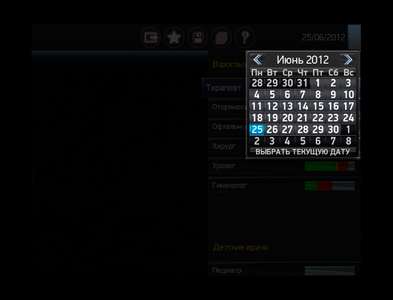 25/06/2012
Июнь 2012
Пн Вт Ср Чт Пт Сб Вс
28 29 30 31 1 2 3
4 5 6 7 8 9 10
11 12 13 14 15 16 17
18 19 20 21 22 23 24
25 26 27 28 29 30 1
2 3 4 5 6 7 8
ВЫБРАТЬ ТЕКУЩУЮ ДАТУ
Терапевт
Хирург
Уролог
Гинеколог
Детские врачи
Педиатр